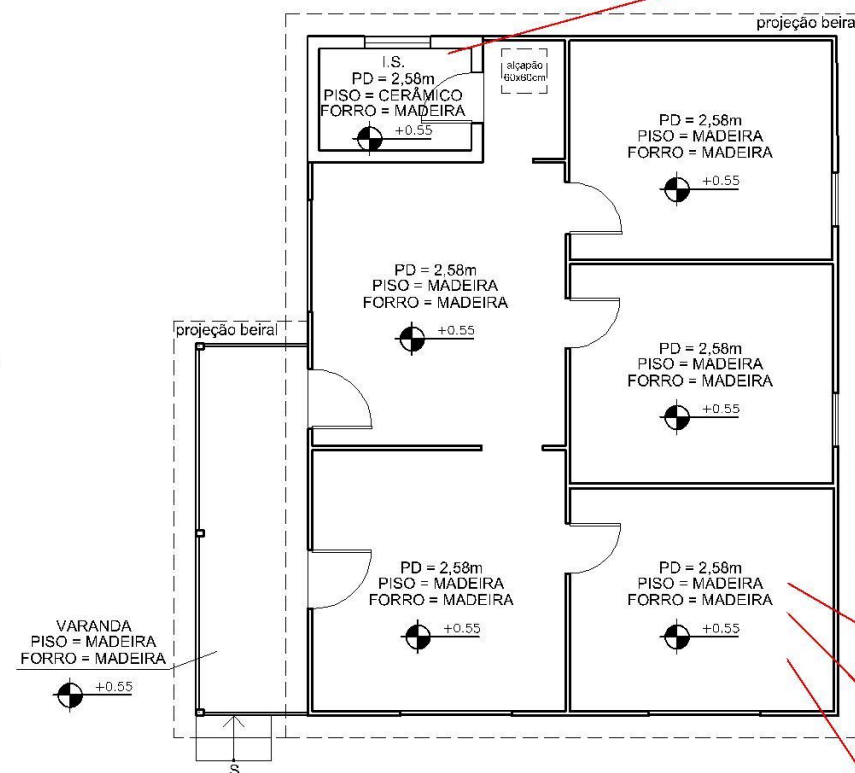 projeção beira
I.S.
PD = 2,58m
PISO = CERÂMICO
FORRO = MADEIRA
+0.55
alçapão
60x60cm
PD = 2,58m
PISO = MADEIRA
FORRO = MADEIRA
+0.55
PD = 2,58m
PISO = MADEIRA
FORRO = MADEIRA
+0.55
projeção beiral
PD = 2,58m
PISO = MADEIRA
FORRO = MADEIRA
+0.55
PD = 2,58m
PISO = MADEIRA
FORRO = MADEIRA
+0.55
PD = 2,58m
PISO = MADEIRA
FORRO = MADEIRA
+0.55
VARANDA
PISO = MADEIRA
FORRO = MADEIRA
+0.55
S